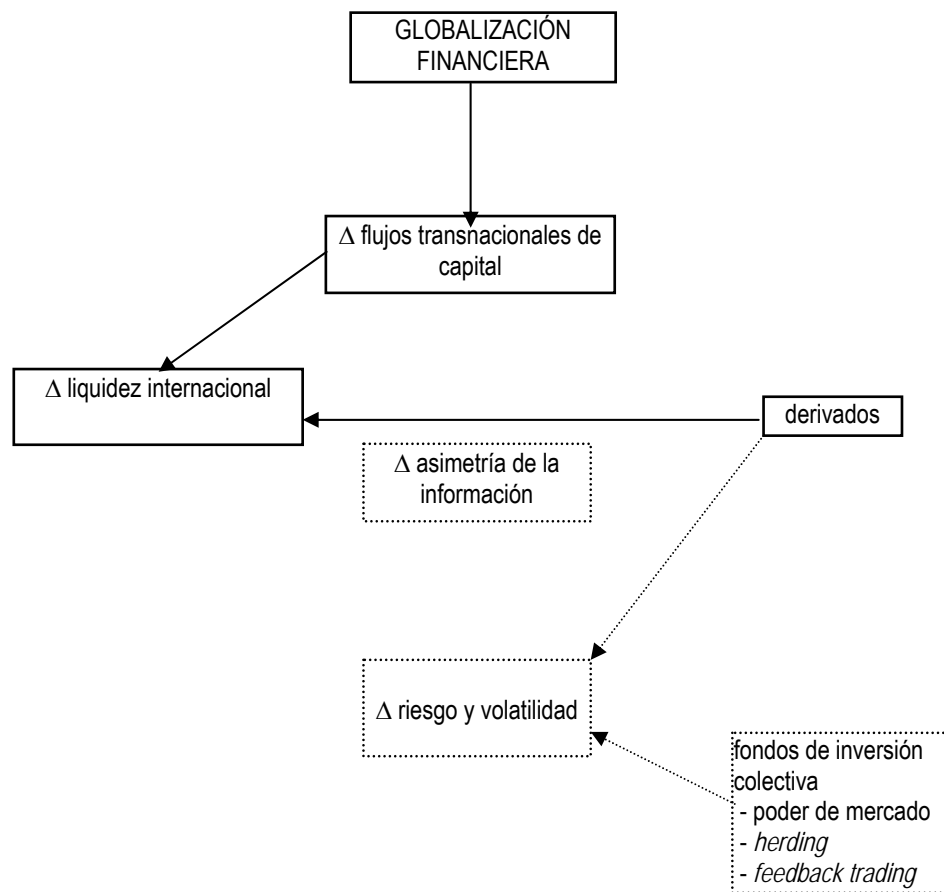 GLOBALIZACIÓN
FINANCIERA
Δ flujos transnacionales de
capital
Δ liquidez internacional
derivados
Δ asimetría de la
información
Δ riesgo y volatilidad
fondos de inversión
colectiva
- poder de mercado
- herding
- feedback trading